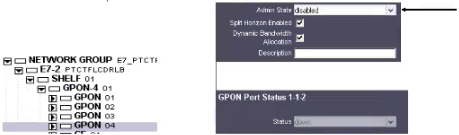 Admin State disabled
Split Horizon Enabled
Dynamic Bandwidth
Allocation
Description
NETWORK GROUP E7_PTCTF
E7-2 PTCTFLCDRLB
SHELF 01
GPON-4 01
GPON 01
GPON 02
GPON 03
GPON 04
GPON Port Status 1-1-2
Status down